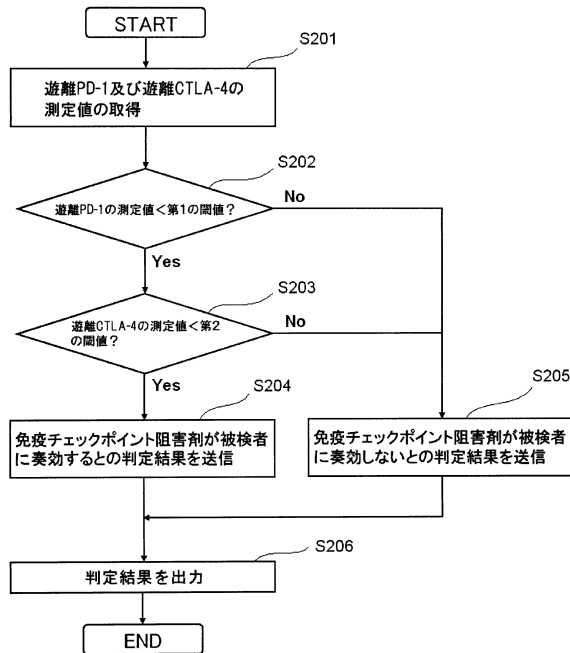 START
S201
遊離PD-1及び遊離CTLA-4の
測定値の取得
S202
遊離PD-1の測定値<第1の閾値?
No
Yes
S203
遊離CTLA-4の測定値<第2
の閾値?
No
Yes
S204
免疫チェックポイント阻害剤が被検者
に奏効するとの判定結果を送信
S205
免疫チェックポイント阻害剤が被検者
に奏効しないとの判定結果を送信
S206
判定結果を出力
END